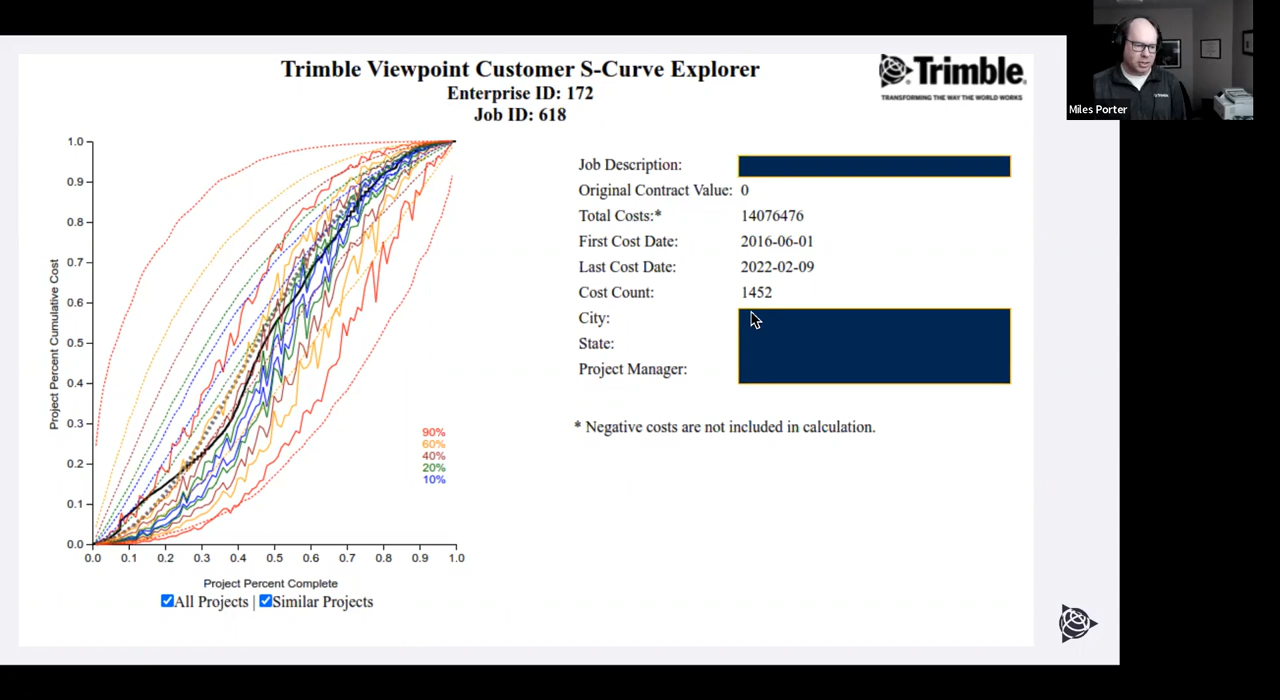 Trimble Viewpoint Customer S-Curve Explorer
Enterprise ID: 172
Job ID: 618
Trimble
TRANSFORMING THE WAY THE WORLD WORKS
Miles Porter
Project Percent Cumulative Cost
1.0
0.9
0.8
0.7
0.6
0.5
0.4
0.3
0.2
0.1
0.0
90%
60%
40%
20%
10%
0.0 0.1 0.2 0.3 0.4 0.5 0.6 0.7 0.8 0.9 1.0
Project Percent Complete
All Projects | Similar Projects
Job Description:
Original Contract Value: 0
Total Costs:* 14076476
First Cost Date: 2016-06-01
Last Cost Date: 2022-02-09
Cost Count: 1452
City:
State:
Project Manager:
* Negative costs are not included in calculation.